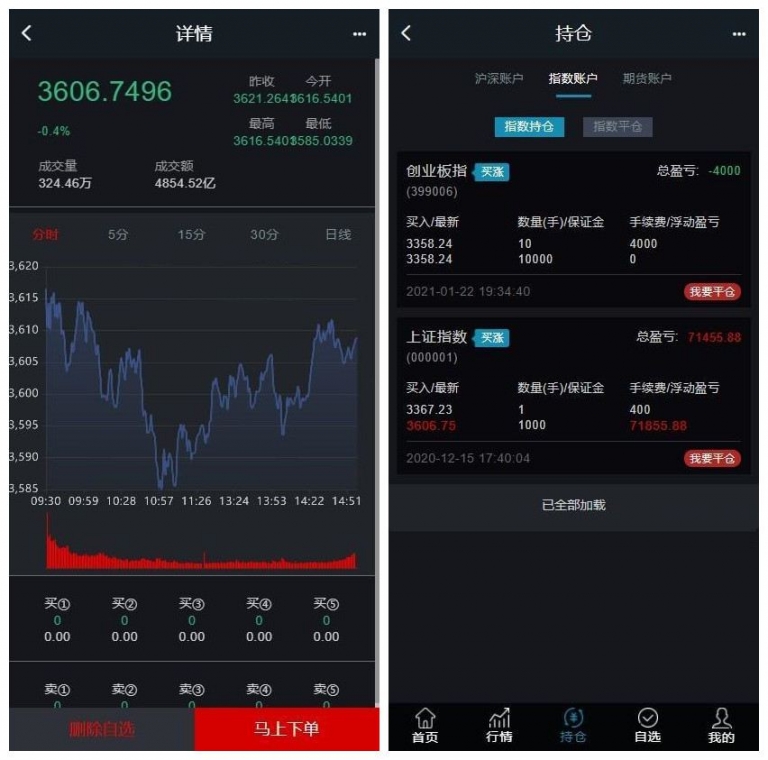 详情
3606.7496
-0.4%
昨收 今开
3621.2643616.5401
最高 最低
3616.5403585.0339
成交量 成交额
324.46万 4854.52亿
分时 5分 15分 30分 日线
3,620
3,615
3,610
3,605
3,600
3,595
3,590
3,585
09:30 09:59 10:28 10:57 11:26 13:24 13:53 14:22 14:51
买① 买② 买③ 买④ 买⑤
0 0 0 0 0
0.00 0.00 0.00 0.00 0.00
卖① 卖② 卖③ 卖④ 卖⑤
0 0 0 0 0
删除自选 马上下单
持仓
沪深账户 指数账户 期货账户
指数持仓 指数平仓
创业板指 买涨 总盈亏: -4000
(399006)
买入/最新 数量(手)/保证金 手续费/浮动盈亏
3358.24 10 4000
3358.24 10000 0
2021-01-22 19:34:40 我要平仓
上证指数 买涨 总盈亏: 71455.88
(000001)
买入/最新 数量(手)/保证金 手续费/浮动盈亏
3367.23 1 400
3606.75 1000 71855.88
2020-12-15 17:40:04 我要平仓
已全部加载
首页 行情 持仓 自选 我的